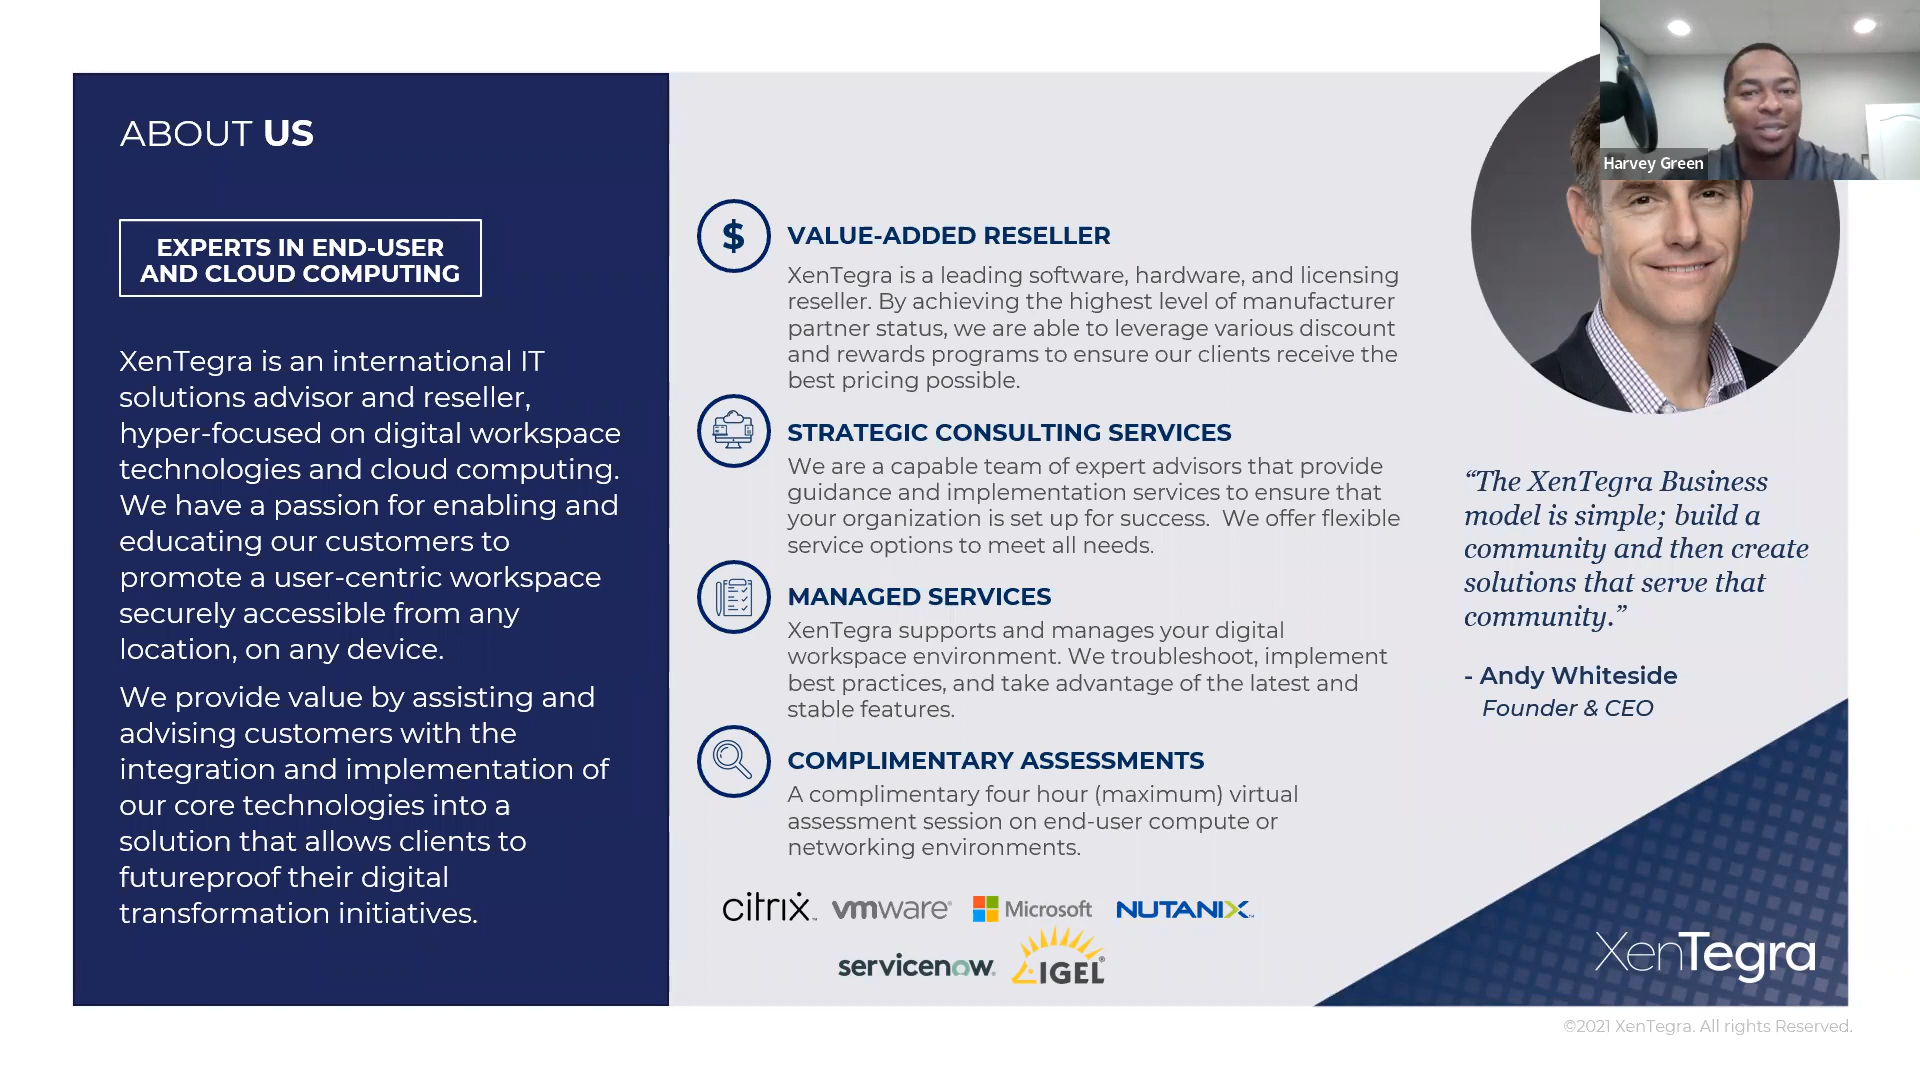 ABOUT US
EXPERTS IN END-USER
AND CLOUD COMPUTING
XenTegra is an international IT
solutions advisor and reseller,
hyper-focused on digital workspace
technologies and cloud computing.
We have a passion for enabling and
educating our customers to
promote a user-centric workspace
securely accessible from any
location, on any device.
We provide value by assisting and
advising customers with the
integration and implementation of
our core technologies into a
solution that allows clients to
futureproof their digital
transformation initiatives.
$
VALUE-ADDED RESELLER
XenTegra is a leading software, hardware, and licensing
reseller. By achieving the highest level of manufacturer
partner status, we are able to leverage various discount
and rewards programs to ensure our clients receive the
best pricing possible.
STRATEGIC CONSULTING SERVICES
We are a capable team of expert advisors that provide
guidance and implementation services to ensure that
your organization is set up for success.  We offer flexible
service options to meet all needs.
MANAGED SERVICES
XenTegra supports and manages your digital
workspace environment. We troubleshoot, implement
best practices, and take advantage of the latest and
stable features.
COMPLIMENTARY ASSESSMENTS
A complimentary four hour (maximum) virtual
assessment session on end-user compute or
networking environments.
citrix™ vmware® Microsoft NUTANIX™
servicenow® IGEL®
Harvey Green
“The XenTegra Business
model is simple; build a
community and then create
solutions that serve that
community.”
- Andy Whiteside
Founder & CEO
XenTegra
©2021 XenTegra. All rights Reserved.